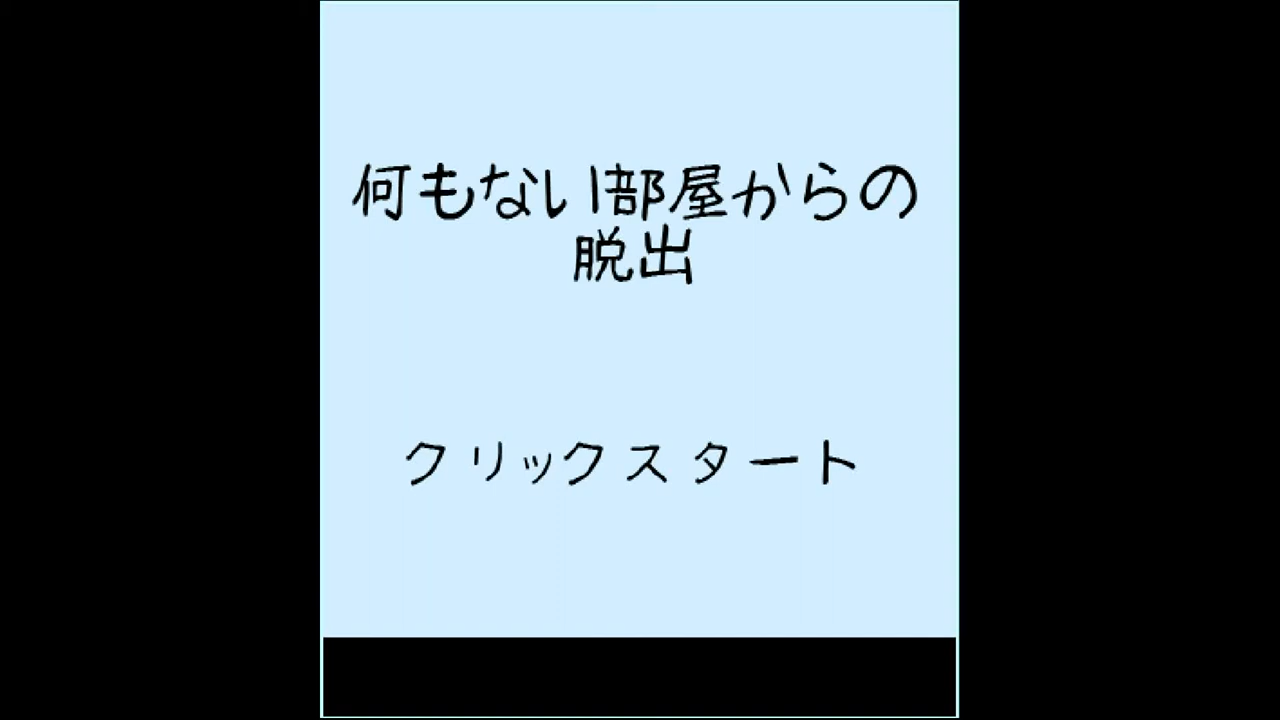 何もない部屋からの
脱出
クリックスタート